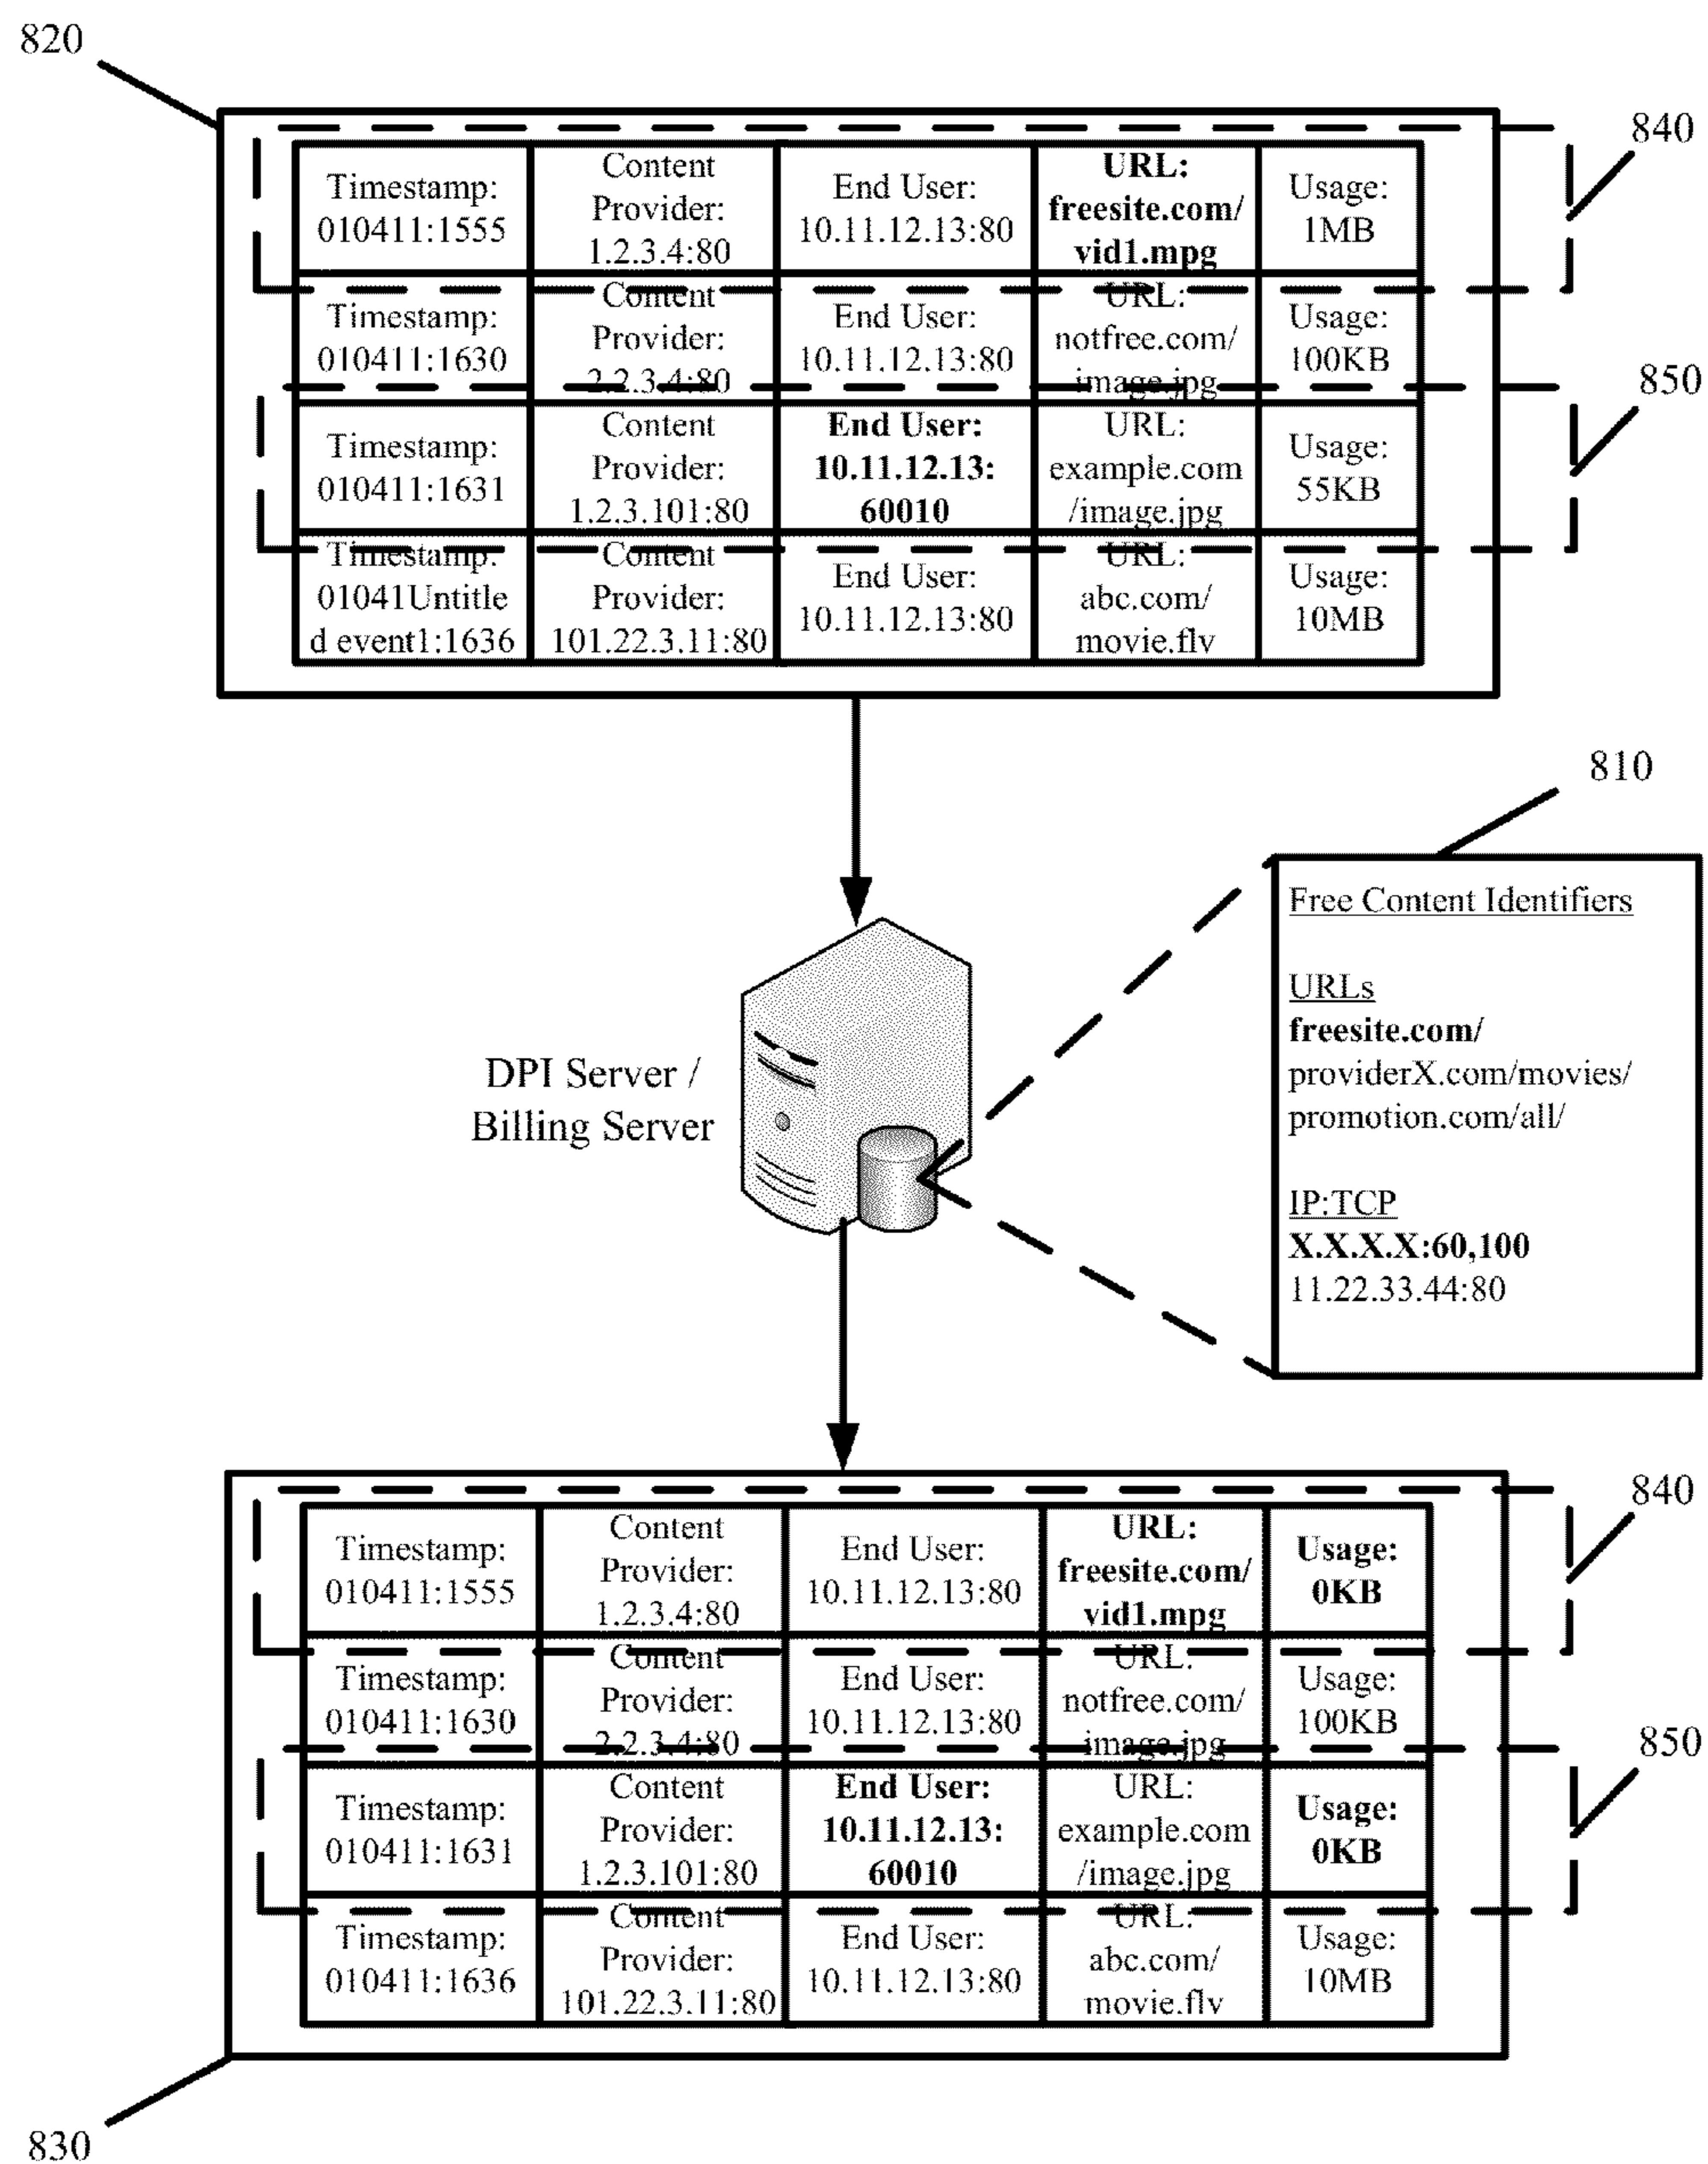 820
840
Timestamp:
010411:1555
Content
Provider:
1.2.3.4:80
End User:
10.11.12.13:80
URL:
freesite.com/
vid1.mpg
Usage:
1MB
Timestamp:
010411:1630
Content
Provider:
2.2.3.4:80
End User:
10.11.12.13:80
URL:
notfree.com/
image.jpg
Usage:
100KB
850
Timestamp:
010411:1631
Content
Provider:
1.2.3.101:80
End User:
10.11.12.13:
60010
URL:
example.com
/image.jpg
Usage:
55KB
Timestamp:
01041Untitle
d event1:1636
Content
Provider:
101.22.3.11:80
End User:
10.11.12.13:80
URL:
abc.com/
movie.flv
Usage:
10MB
810
Free Content Identifiers
URLs
freesite.com/
providerX.com/movies/
promotion.com/all/
IP:TCP
X.X.X.X:60,100
11.22.33.44:80
DPI Server /
Billing Server
840
Timestamp:
010411:1555
Content
Provider:
1.2.3.4:80
End User:
10.11.12.13:80
URL:
freesite.com/
vid1.mpg
Usage:
0KB
Timestamp:
010411:1630
Content
Provider:
2.2.3.4:80
End User:
10.11.12.13:80
URL:
notfree.com/
image.jpg
Usage:
100KB
850
Timestamp:
010411:1631
Content
Provider:
1.2.3.101:80
End User:
10.11.12.13:
60010
URL:
example.com
/image.jpg
Usage:
0KB
Timestamp:
010411:1636
Content
Provider:
101.22.3.11:80
End User:
10.11.12.13:80
URL:
abc.com/
movie.flv
Usage:
10MB
830